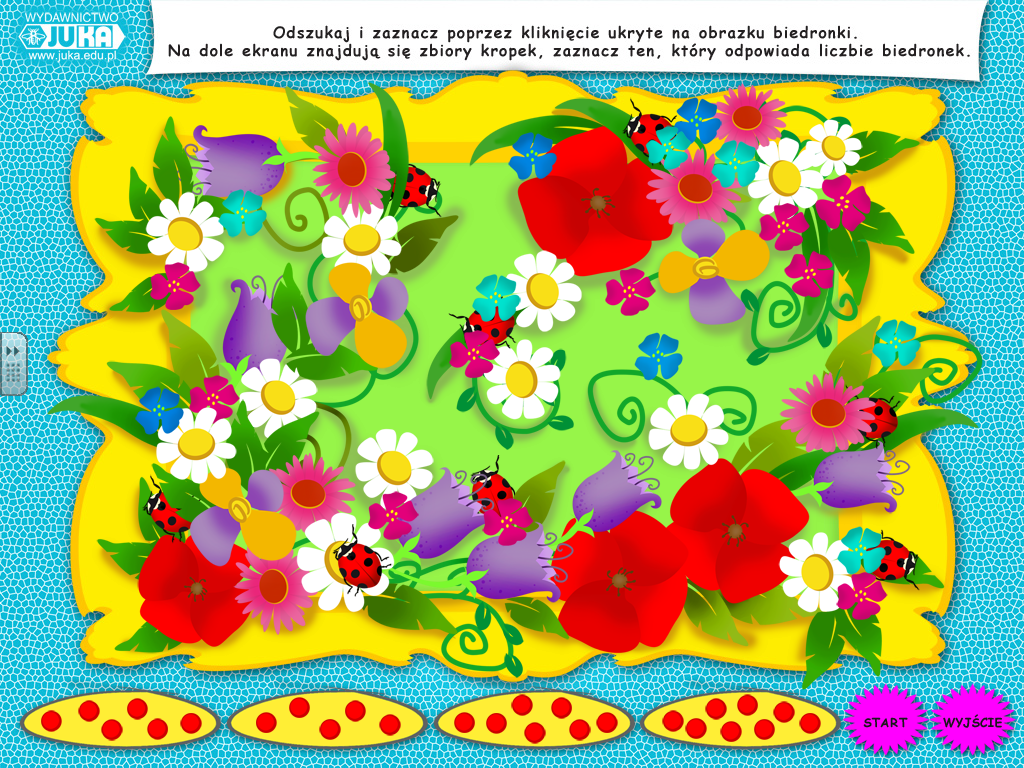 WYDAWNICTWO
JUKA
www.juka.edu.pl
Odszukaj i zaznacz poprzez kliknięcie ukryte na obrazku biedronki.
Na dole ekranu znajdują się zbiory kropek, zaznacz ten, który odpowiada liczbie biedronek.
START
WYJŚCIE